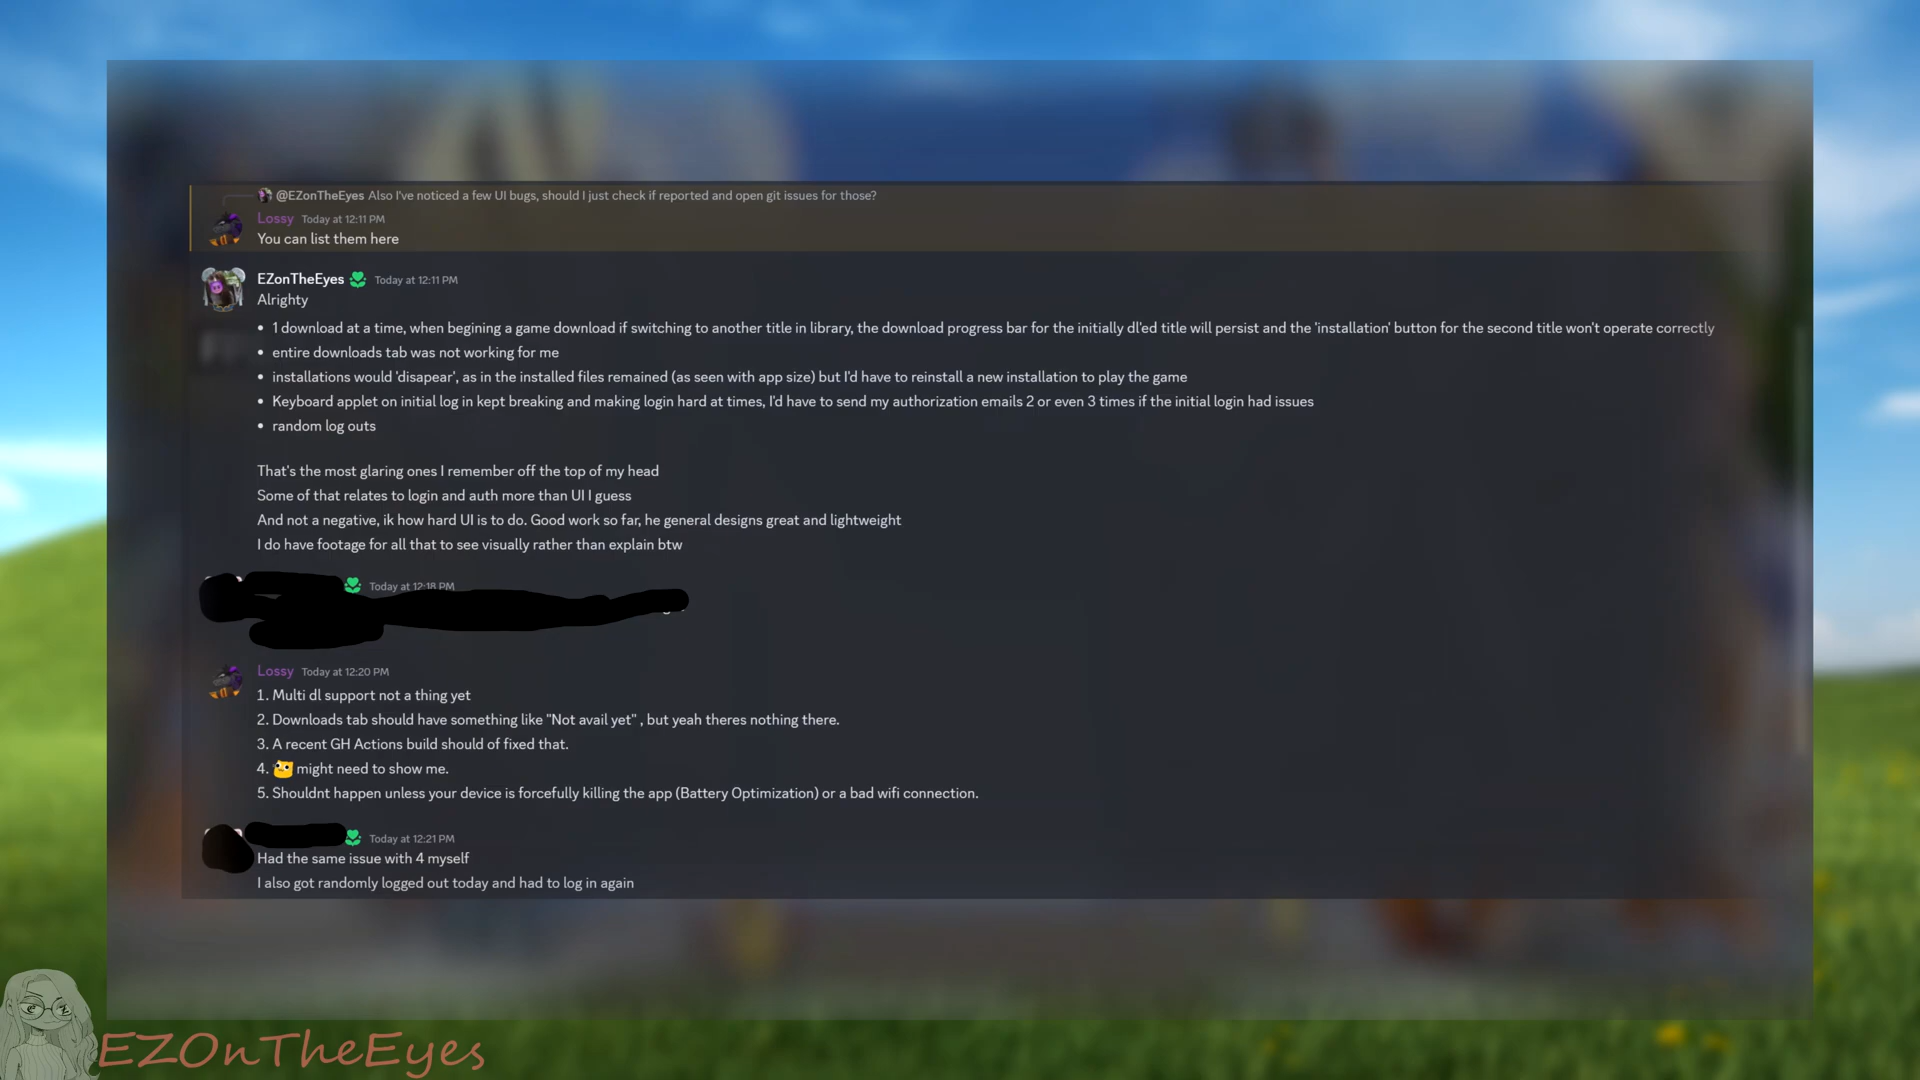 @EZonTheEyes Also I've noticed a few UI bugs, should I just check if reported and open git issues for those?
Lossy Today at 12:11 PM
You can list them here
EZonTheEyes Today at 12:11 PM
Alrighty
• 1 download at a time, when begining a game download if switching to another title in library, the download progress bar for the initially dl'ed title will persist and the 'installation' button for the second title won't operate correctly
• entire downloads tab was not working for me
• installations would 'disapear', as in the installed files remained (as seen with app size) but I'd have to reinstall a new installation to play the game
• Keyboard applet on initial log in kept breaking and making login hard at times, I'd have to send my authorization emails 2 or even 3 times if the initial login had issues
• random log outs
That's the most glaring ones I remember off the top of my head
Some of that relates to login and auth more than UI I guess
And not a negative, ik how hard UI is to do. Good work so far, he general designs great and lightweight
I do have footage for all that to see visually rather than explain btw
Today at 12:18 PM
Lossy Today at 12:20 PM
1. Multi dl support not a thing yet
2. Downloads tab should have something like "Not avail yet" , but yeah theres nothing there.
3. A recent GH Actions build should of fixed that.
4. might need to show me.
5. Shouldnt happen unless your device is forcefully killing the app (Battery Optimization) or a bad wifi connection.
Today at 12:21 PM
Had the same issue with 4 myself
I also got randomly logged out today and had to log in again
EZOnTheEyes